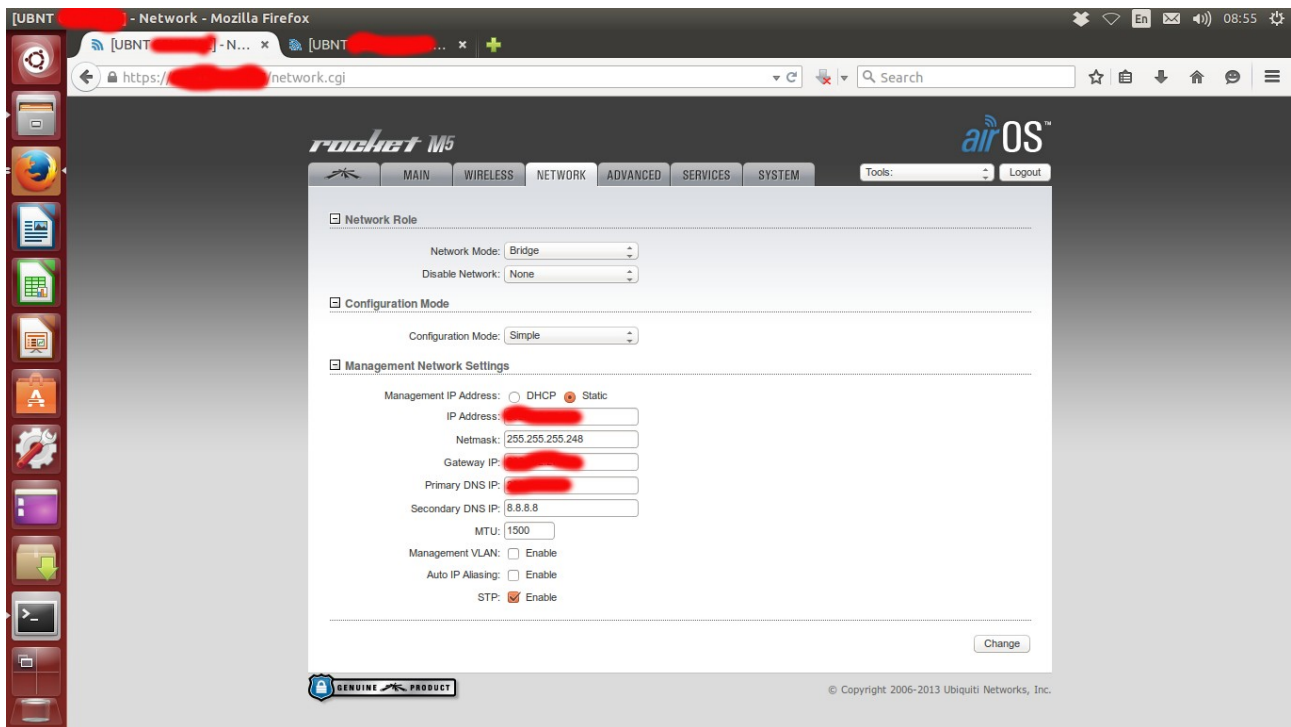 [UBNT ] - Network - Mozilla Firefox
En 08:55
[UBNT ] - N... × [UBNT ... ×
https:// /network.cgi
Search
rocket M5
airOS™
MAIN WIRELESS NETWORK ADVANCED SERVICES SYSTEM Tools: Logout
Network Role
Network Mode: Bridge
Disable Network: None
Configuration Mode
Configuration Mode: Simple
Management Network Settings
Management IP Address: DHCP Static
IP Address:
Netmask: 255.255.255.248
Gateway IP:
Primary DNS IP:
Secondary DNS IP: 8.8.8.8
MTU: 1500
Management VLAN: Enable
Auto IP Aliasing: Enable
STP: Enable
Change
GENUINE PRODUCT
© Copyright 2006-2013 Ubiquiti Networks, Inc.